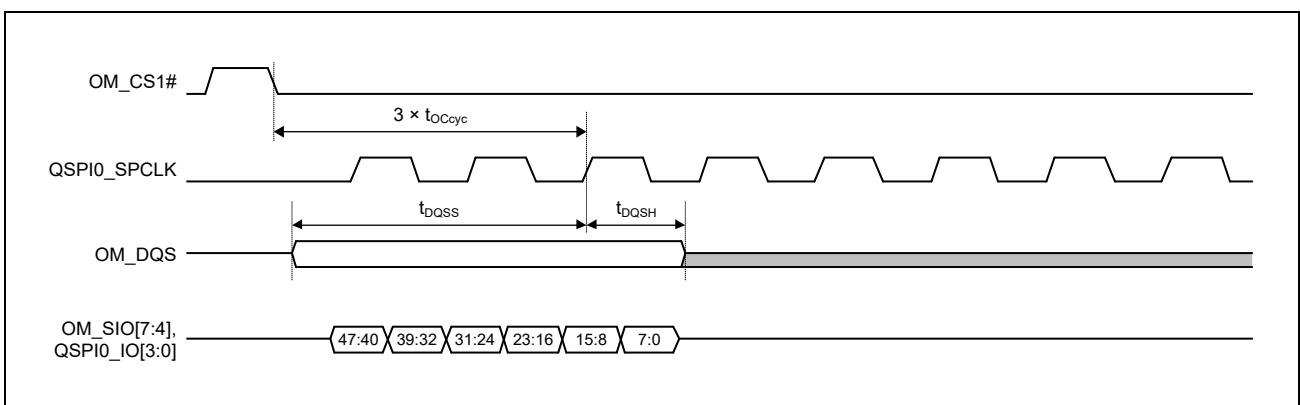 OM_CS1#
3 × tOCcyc
QSPI0_SPCLK
tDQSS
tDQSH
OM_DQS
OM_SIO[7:4],
QSPI0_IO[3:0]
47:40 39:32 31:24 23:16 15:8 7:0